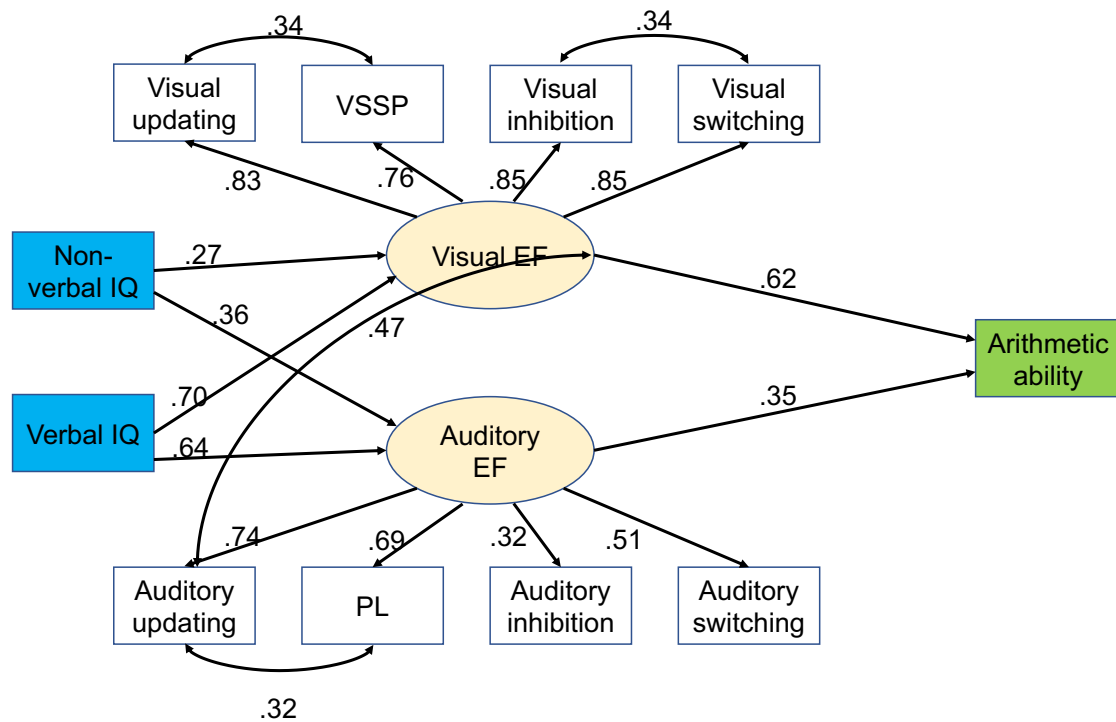 .34
.34
Visual
updating
VSSP
Visual
inhibition
Visual
switching
.83
.76
.85
.85
Non-
verbal IQ
.27
Visual EF
.36
.47
.62
Arithmetic
ability
.70
.35
Verbal IQ
.64
Auditory
EF
.74
.69
.32
.51
Auditory
updating
PL
Auditory
inhibition
Auditory
switching
.32